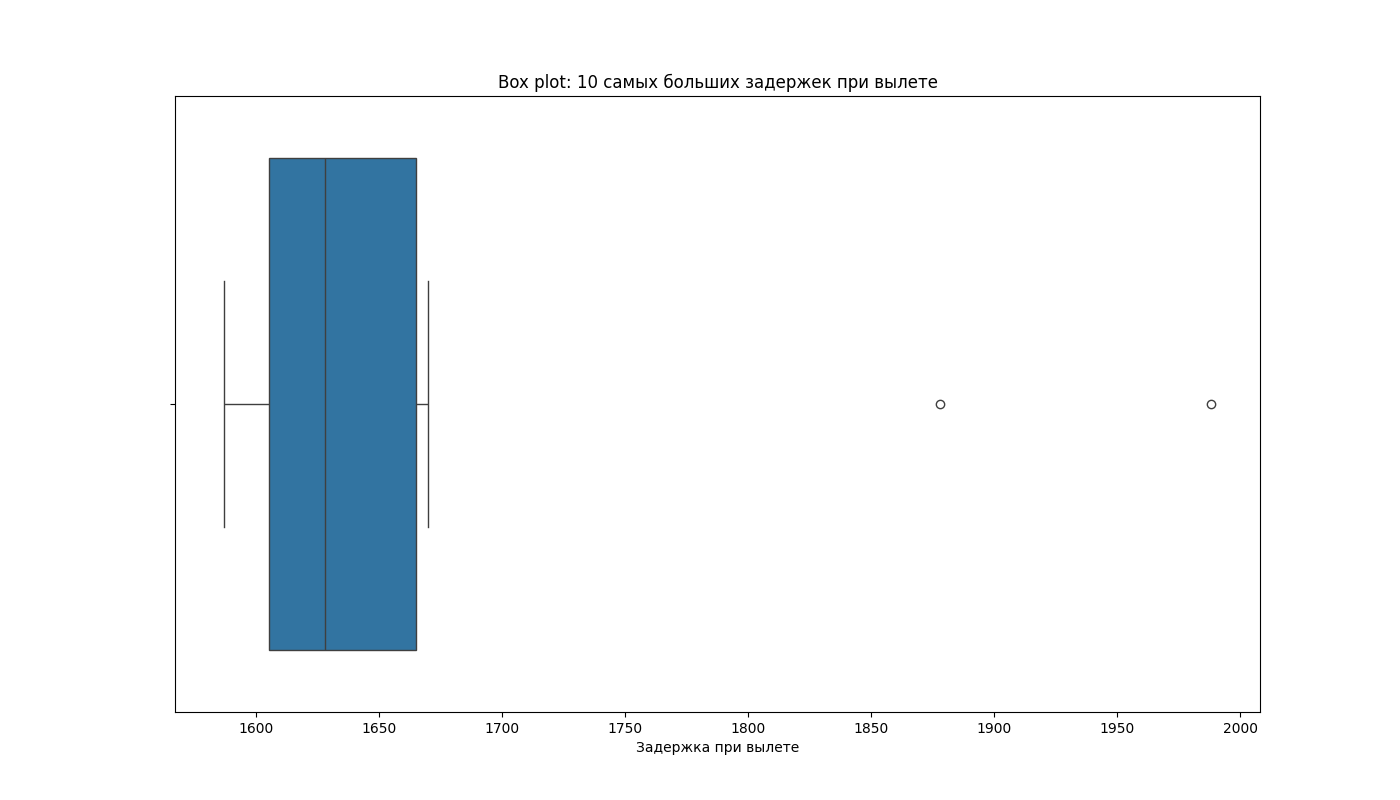 Box plot: 10 самых больших задержек при вылете
1600 1650 1700 1750 1800 1850 1900 1950 2000
Задержка при вылете